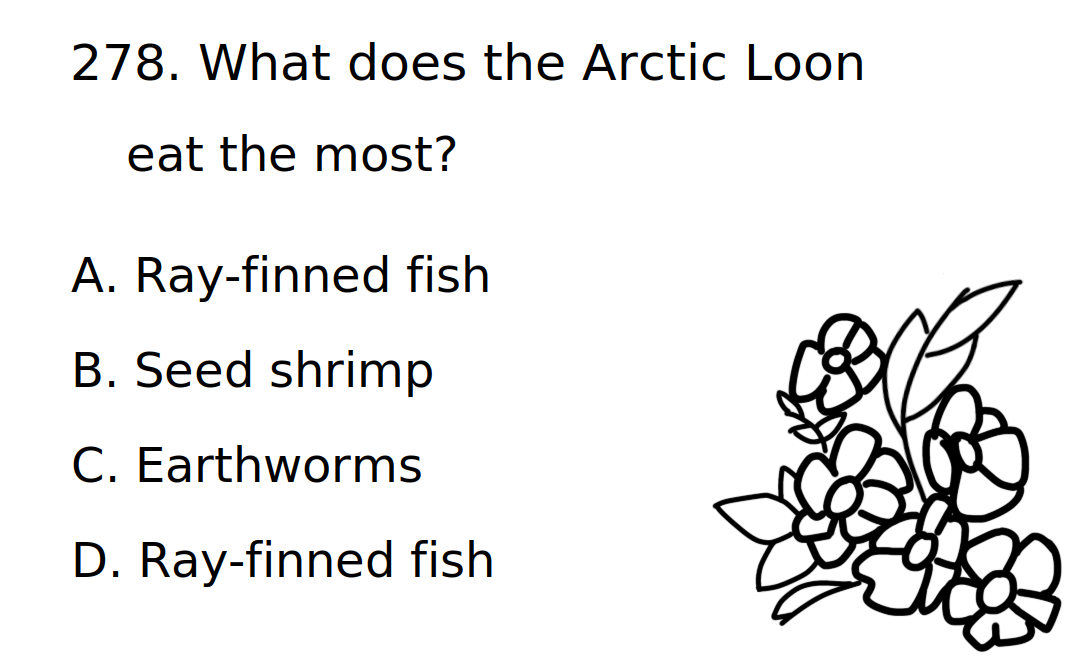 278. What does the Arctic Loon
eat the most?
A. Ray-finned fish
B. Seed shrimp
C. Earthworms
D. Ray-finned fish